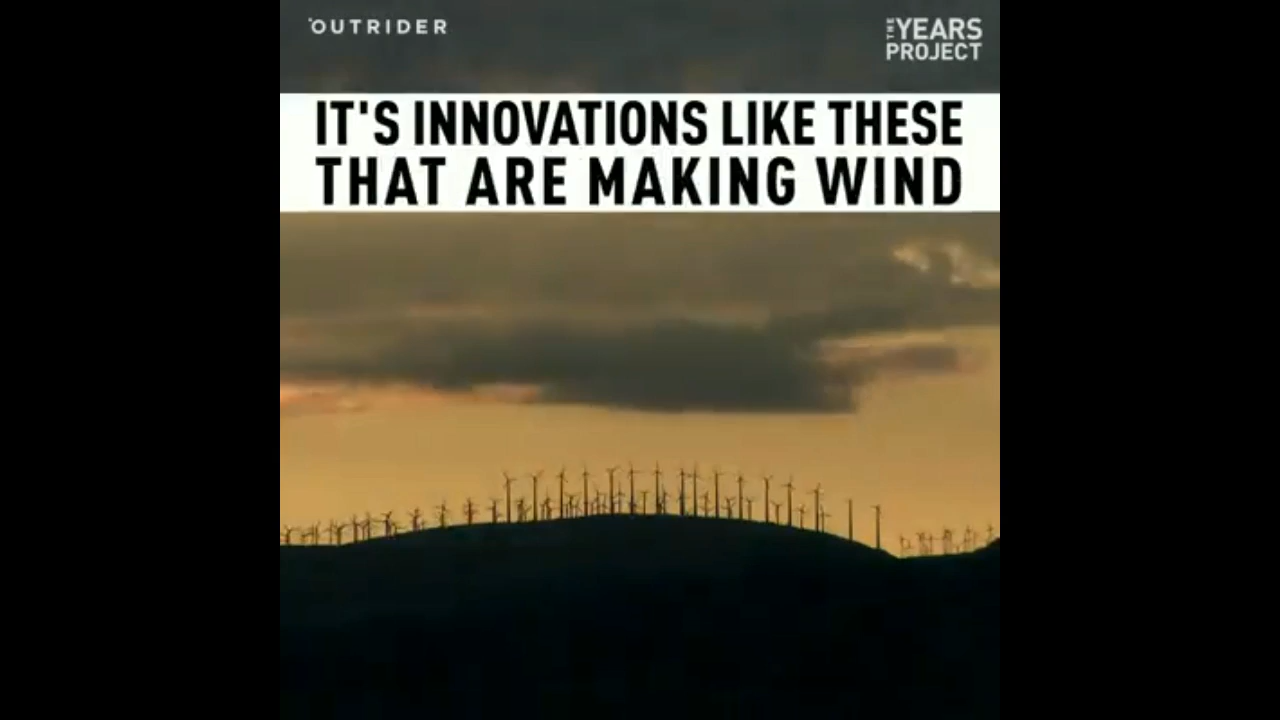 OUTRIDER
THE YEARS
PROJECT
IT'S INNOVATIONS LIKE THESE
THAT ARE MAKING WIND